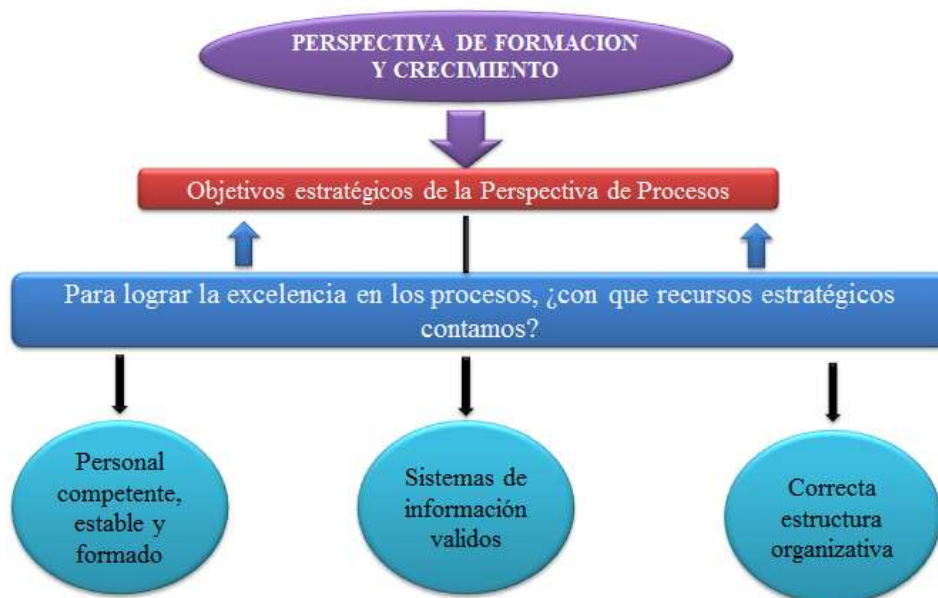 PERSPECTIVA DE FORMACION
Y CRECIMIENTO
Objetivos estratégicos de la Perspectiva de Procesos
Para lograr la excelencia en los procesos, ¿con que recursos estratégicos
contamos?
Personal
competente,
estable y
formado
Sistemas de
información
validos
Correcta
estructura
organizativa